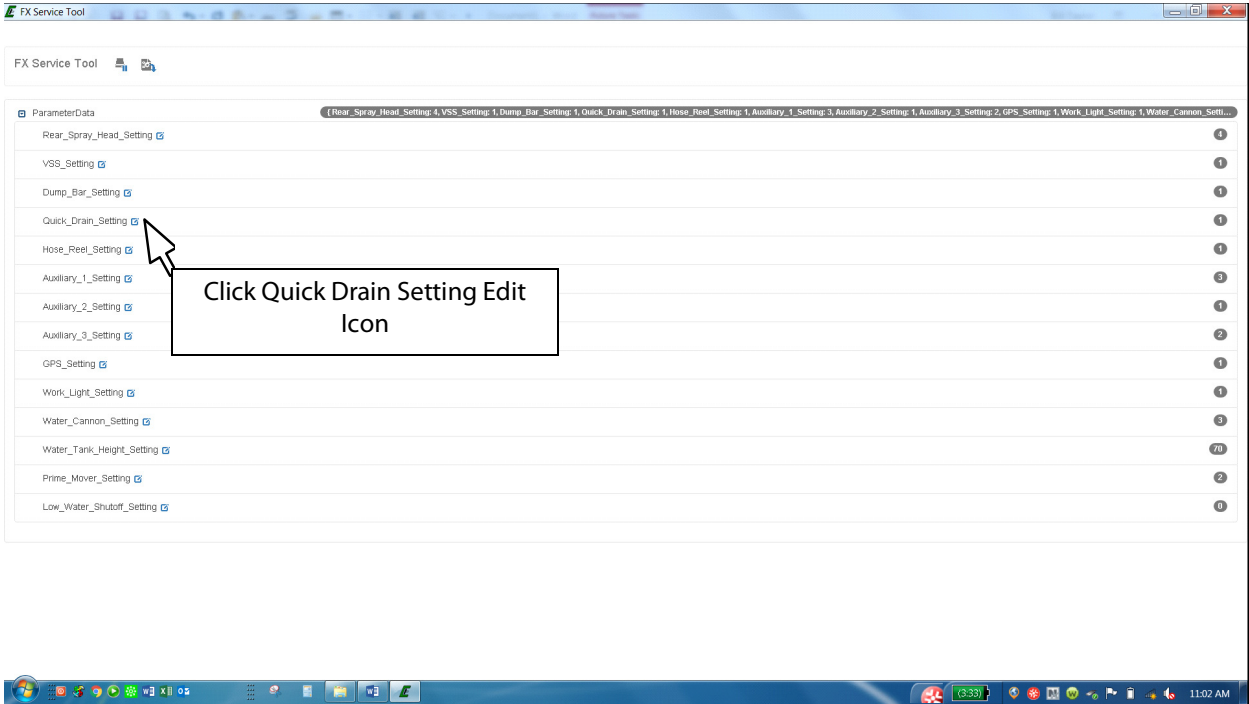 FX Service Tool
FX Service Tool
ParameterData
{Rear_Spray_Head_Setting: 4, VSS_Setting: 1, Dump_Bar_Setting: 1, Quick_Drain_Setting: 1, Hose_Reel_Setting: 1, Auxiliary_1_Setting: 3, Auxiliary_2_Setting: 1, Auxiliary_3_Setting: 2, GPS_Setting: 1, Work_Light_Setting: 1, Water_Cannon_Setti...
Rear_Spray_Head_Setting 4
VSS_Setting 1
Dump_Bar_Setting 1
Quick_Drain_Setting 1
Hose_Reel_Setting 1
Auxiliary_1_Setting 3
Auxiliary_2_Setting 1
Auxiliary_3_Setting 2
Click Quick Drain Setting Edit
Icon
GPS_Setting 1
Work_Light_Setting 1
Water_Cannon_Setting 3
Water_Tank_Height_Setting 70
Prime_Mover_Setting 2
Low_Water_Shutoff_Setting 0
(3:33) 11:02 AM